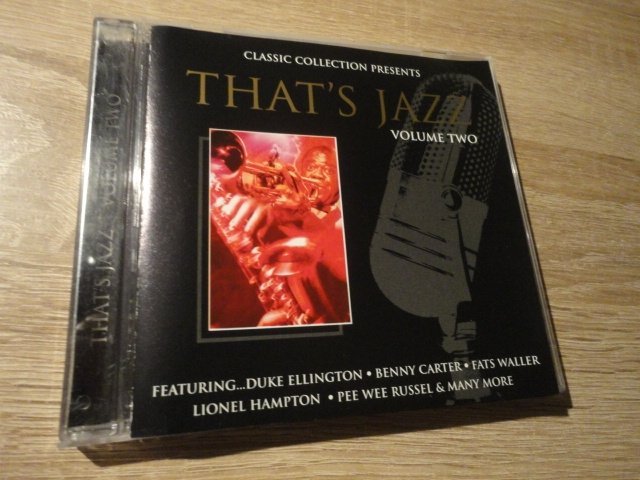 CLASSIC COLLECTION PRESENTS
THAT'S JAZZ
VOLUME TWO
FEATURING...DUKE ELLINGTON • BENNY CARTER • FATS WALLER
LIONEL HAMPTON • PEE WEE RUSSEL & MANY MORE
THAT'S JAZZ VOLUME TWO